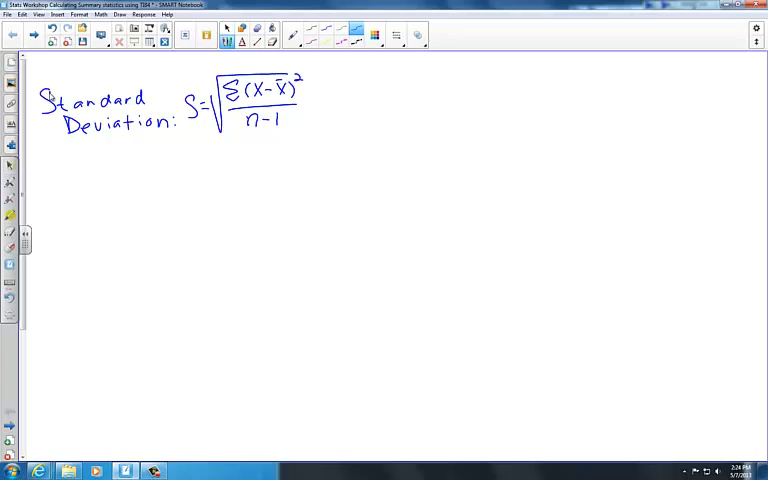 Stats Workshop Calculating Summary statistics using TI84 * - SMART Notebook
File Edit View Insert Format Math Draw Response Help
Standard
Deviation: S=√(Σ(X-X̄)²/(n-1))
2:24 PM
5/7/2013